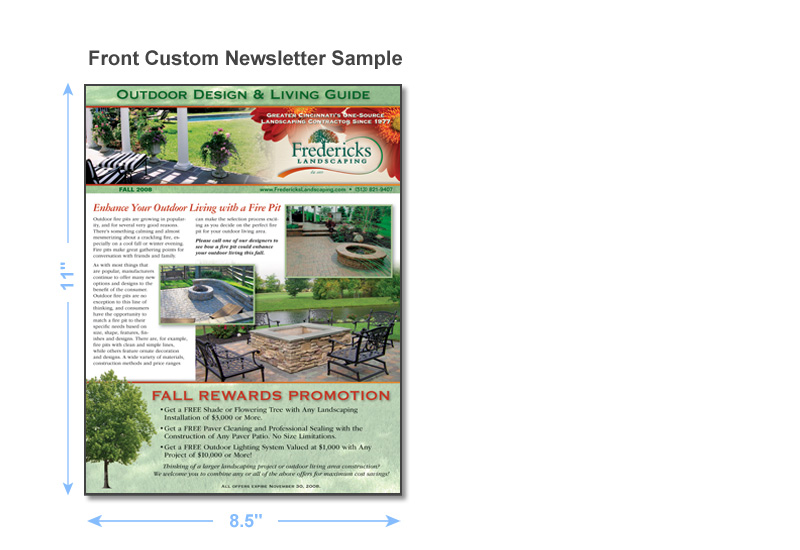 Front Custom Newsletter Sample
OUTDOOR DESIGN & LIVING GUIDE
GREATER CINCINNATI'S ONE-SOURCE
LANDSCAPING CONTRACTOR SINCE 1977
Fredericks
LANDSCAPING
FALL 2008
www.FredericksLandscaping.com • (513) 821-9407
Enhance Your Outdoor Living with a Fire Pit
Outdoor fire pits are growing in popular-
ity, and for several very good reasons.
There's something calming and almost
mesmerizing about a crackling fire, es-
pecially on a cool fall or winter evening.
Fire pits make great gathering points for
conversation with friends and family.
As with most things that
are popular, manufacturers
continue to offer many new
options and designs to the
benefit of the consumer.
Outdoor fire pits are no
exception to this line of
thinking, and consumers
have the opportunity to
match a fire pit to their
specific needs based on
size, shape, features, fin-
ishes and designs. There are, for example,
fire pits with clean and simple lines,
while others feature ornate decoration
and designs. A wide variety of materials,
construction methods and price ranges
can make the selection process excit-
ing as you decide on the perfect fire
pit for your outdoor living area.
Please call one of our designers to
see how a fire pit could enhance
your outdoor living this fall.
FALL REWARDS PROMOTION
• Get a FREE Shade or Flowering Tree with Any Landscaping
Installation of $3,000 or More.
• Get a FREE Paver Cleaning and Professional Sealing with the
Construction of Any Paver Patio. No Size Limitations.
• Get a FREE Outdoor Lighting System Valued at $1,000 with Any
Project of $10,000 or More!
Thinking of a larger landscaping project or outdoor living area construction?
We welcome you to combine any or all of the above offers for maximum cost savings!
ALL OFFERS EXPIRE NOVEMBER 30, 2008.
11"
8.5"